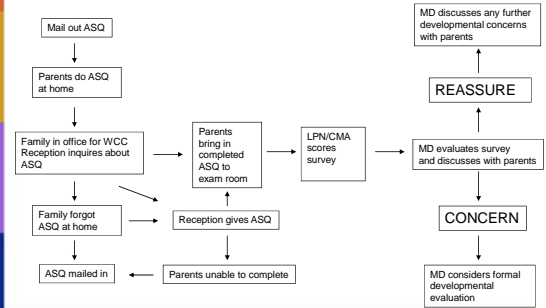 Mail out ASQ
Parents do ASQ
at home
Family in office for WCC
Reception inquires about
ASQ
Family forgot
ASQ at home
ASQ mailed in
Parents
bring in
completed
ASQ to
exam room
Reception gives ASQ
Parents unable to complete
LPN/CMA
scores
survey
MD discusses any further
developmental concerns
with parents
REASSURE
MD evaluates survey
and discusses with parents
CONCERN
MD considers formal
developmental
evaluation